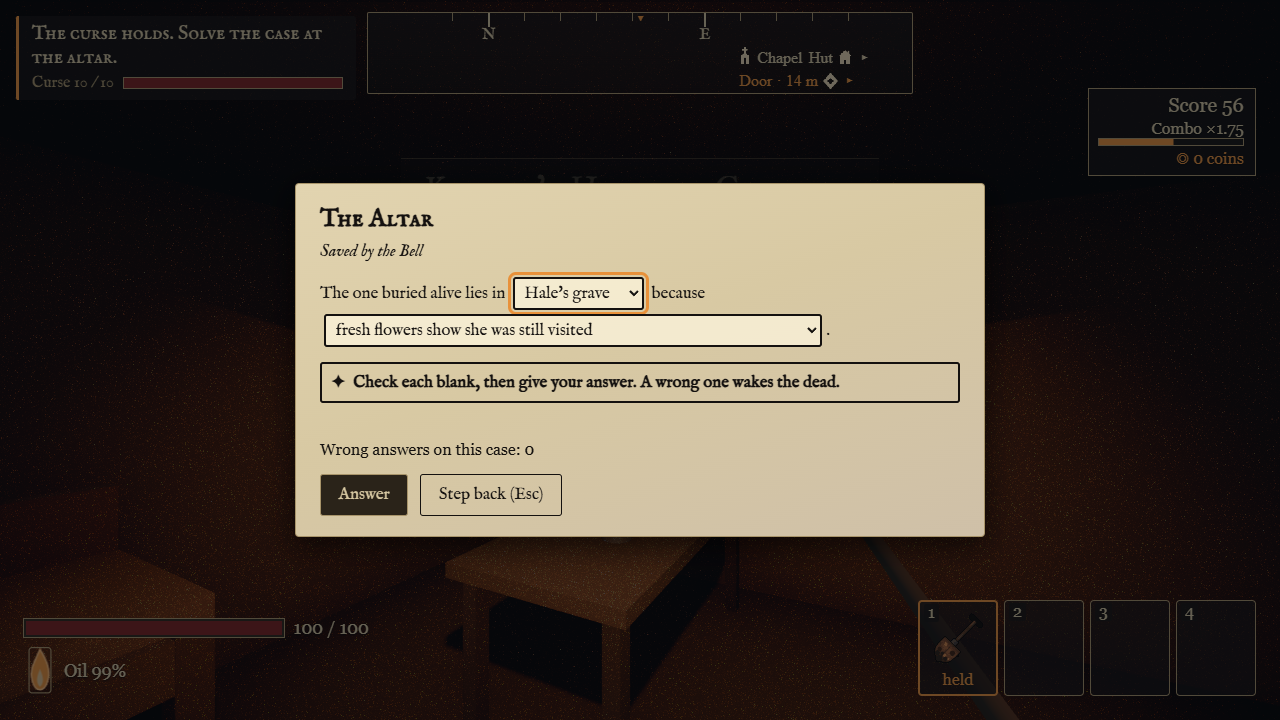 The curse holds. Solve the case at
the altar.
Curse 10/10
N
E
Chapel Hut
Door · 14 m
Score 56
Combo ×1.75
© 0 coins
The Altar
Saved by the Bell
The one buried alive lies in Hale's grave because
fresh flowers show she was still visited .
✦ Check each blank, then give your answer. A wrong one wakes the dead.
Wrong answers on this case: 0
Answer
Step back (Esc)
100 / 100
Oil 99%
1
held
2
3
4